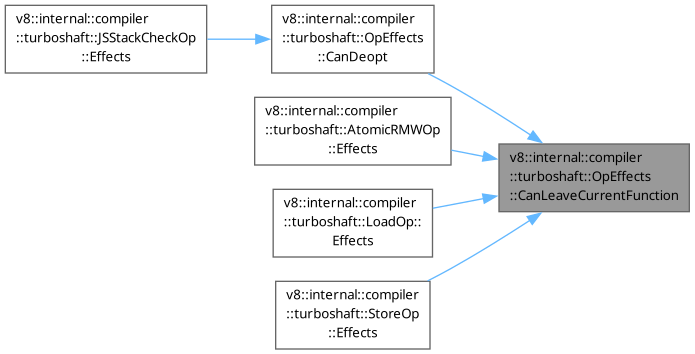 v8::internal::compiler
::turboshaft::JSStackCheckOp
::Effects
v8::internal::compiler
::turboshaft::OpEffects
::CanDeopt
v8::internal::compiler
::turboshaft::AtomicRMWOp
::Effects
v8::internal::compiler
::turboshaft::LoadOp::
Effects
v8::internal::compiler
::turboshaft::StoreOp
::Effects
v8::internal::compiler
::turboshaft::OpEffects
::CanLeaveCurrentFunction